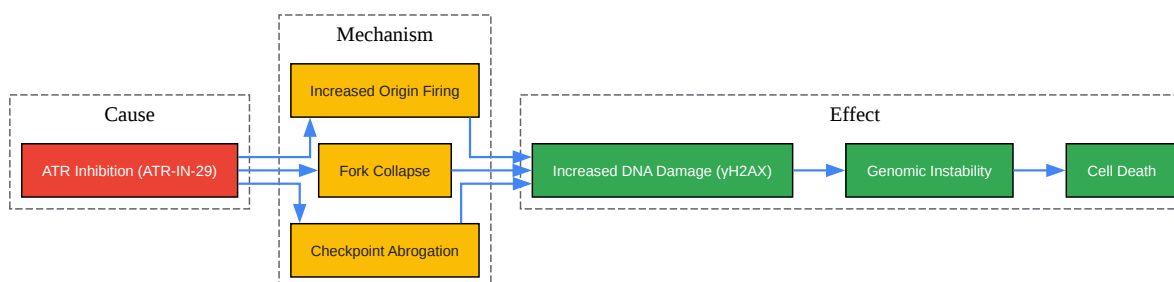 Mechanism
Increased Origin Firing
Cause
Effect
ATR Inhibition (ATR-IN-29)
Fork Collapse
Increased DNA Damage (γH2AX)
Genomic Instability
Cell Death
Checkpoint Abrogation